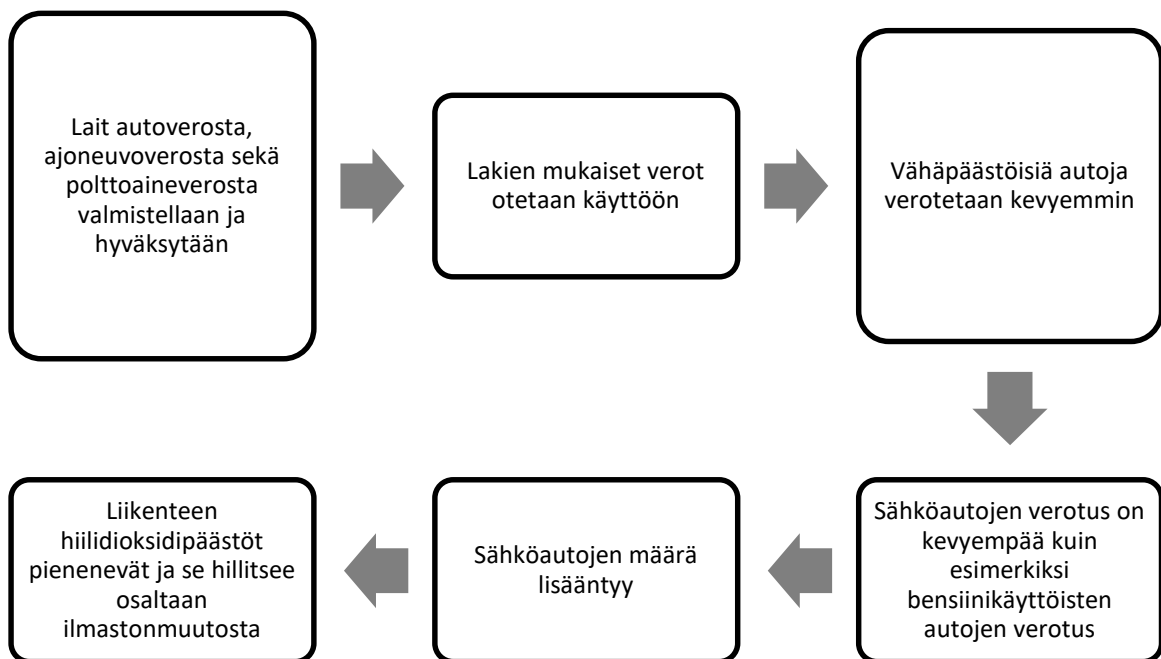 Lait autoverosta,
ajoneuvoverosta sekä
polttoaineverosta
valmistellaan ja
hyväksytään
Lakien mukaiset verot
otetaan käyttöön
Vähäpäästöisiä autoja
verotetaan kevyemmin
Sähköautojen verotus on
kevyempää kuin
esimerkiksi
bensiinikäyttöisten
autojen verotus
Sähköautojen määrä
lisääntyy
Liikenteen
hiilidioksidipäästöt
pienenevät ja se hillitsee
osaltaan
ilmastonmuutosta